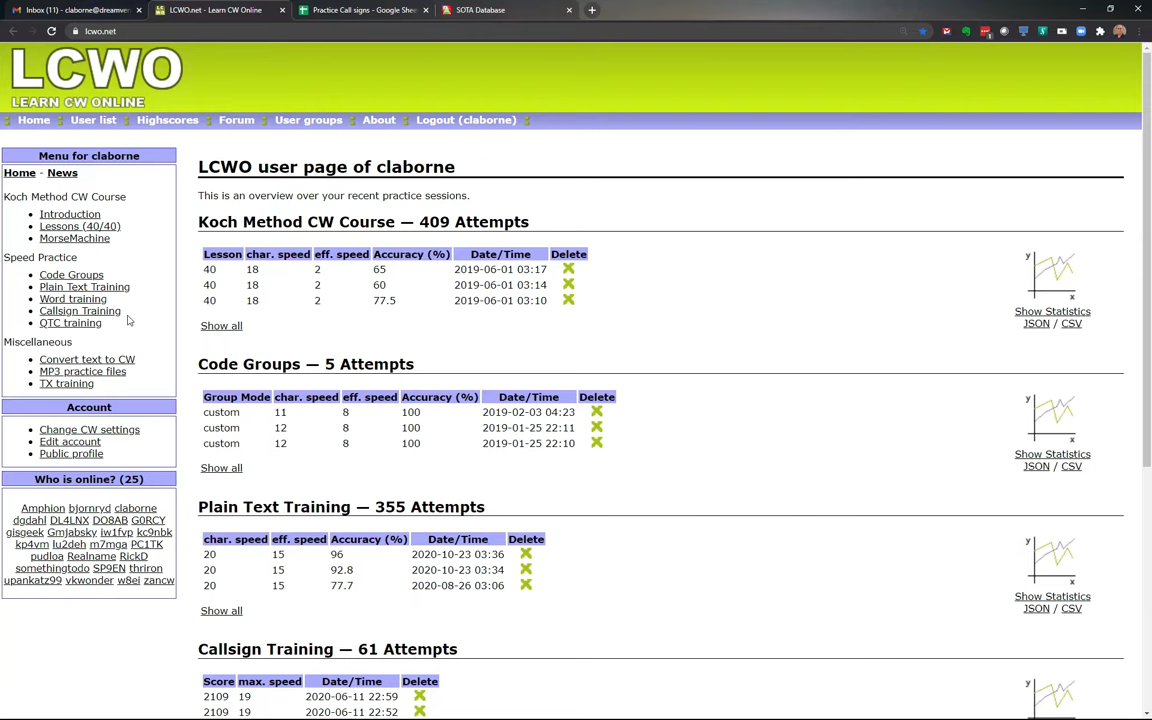 Inbox (11) - claborne@dreamver
LCWO.net - Learn CW Online
Practice Call signs - Google Shee
SOTA Database
lcwo.net
LCWO
LEARN CW ONLINE
Home User list Highscores Forum User groups About Logout (claborne)
Menu for claborne
Home - News
Koch Method CW Course
Introduction
Lessons (40/40)
MorseMachine
Speed Practice
Code Groups
Plain Text Training
Word training
Callsign Training
QTC training
Miscellaneous
Convert text to CW
MP3 practice files
TX training
Account
Change CW settings
Edit account
Public profile
Who is online? (25)
Amphion bjornryd claborne
dgdahl DL4LNX DO8AB G0RCY
gisgeek Gmjabsky iw1fvp kc9nbk
kp4vm lu2deh m7mga PC1TK
pudloa Realname RickD
somethingtodo SP9EN thriron
upankatz99 vkwonder w8ei zancw
LCWO user page of claborne
This is an overview over your recent practice sessions.
Koch Method CW Course — 409 Attempts
Lesson char. speed eff. speed Accuracy (%) Date/Time Delete
40 18 2 65 2019-06-01 03:17
40 18 2 60 2019-06-01 03:14
40 18 2 77.5 2019-06-01 03:10
Show all
y
x
Show Statistics
JSON / CSV
Code Groups — 5 Attempts
Group Mode char. speed eff. speed Accuracy (%) Date/Time Delete
custom 11 8 100 2019-02-03 04:23
custom 12 8 100 2019-01-25 22:11
custom 12 8 100 2019-01-25 22:10
Show all
y
x
Show Statistics
JSON / CSV
Plain Text Training — 355 Attempts
char. speed eff. speed Accuracy (%) Date/Time Delete
20 15 96 2020-10-23 03:36
20 15 92.8 2020-10-23 03:34
20 15 77.7 2020-08-26 03:06
Show all
y
x
Show Statistics
JSON / CSV
Callsign Training — 61 Attempts
Score max. speed Date/Time Delete
2109 19 2020-06-11 22:59
2109 19 2020-06-11 22:52
y